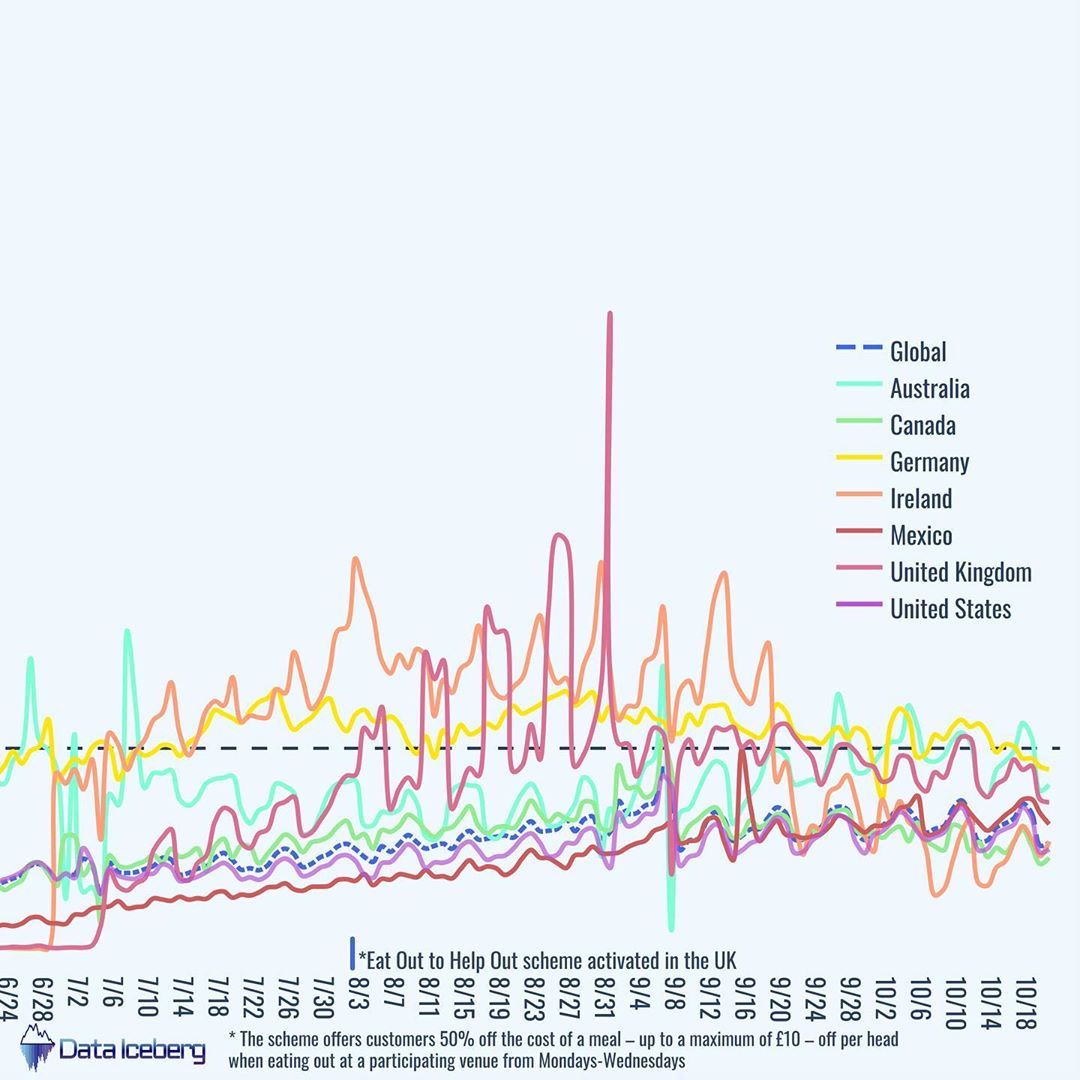 Global
Australia
Canada
Germany
Ireland
Mexico
United Kingdom
United States
*Eat Out to Help Out scheme activated in the UK
6/24 6/28 7/2 7/6 7/10 7/14 7/18 7/22 7/26 7/30 8/3 8/7 8/11 8/15 8/19 8/23 8/27 8/31 9/4 9/8 9/12 9/16 9/20 9/24 9/28 10/2 10/6 10/10 10/14 10/18
Data Iceberg
* The scheme offers customers 50% off the cost of a meal – up to a maximum of £10 – off per head
when eating out at a participating venue from Mondays-Wednesdays